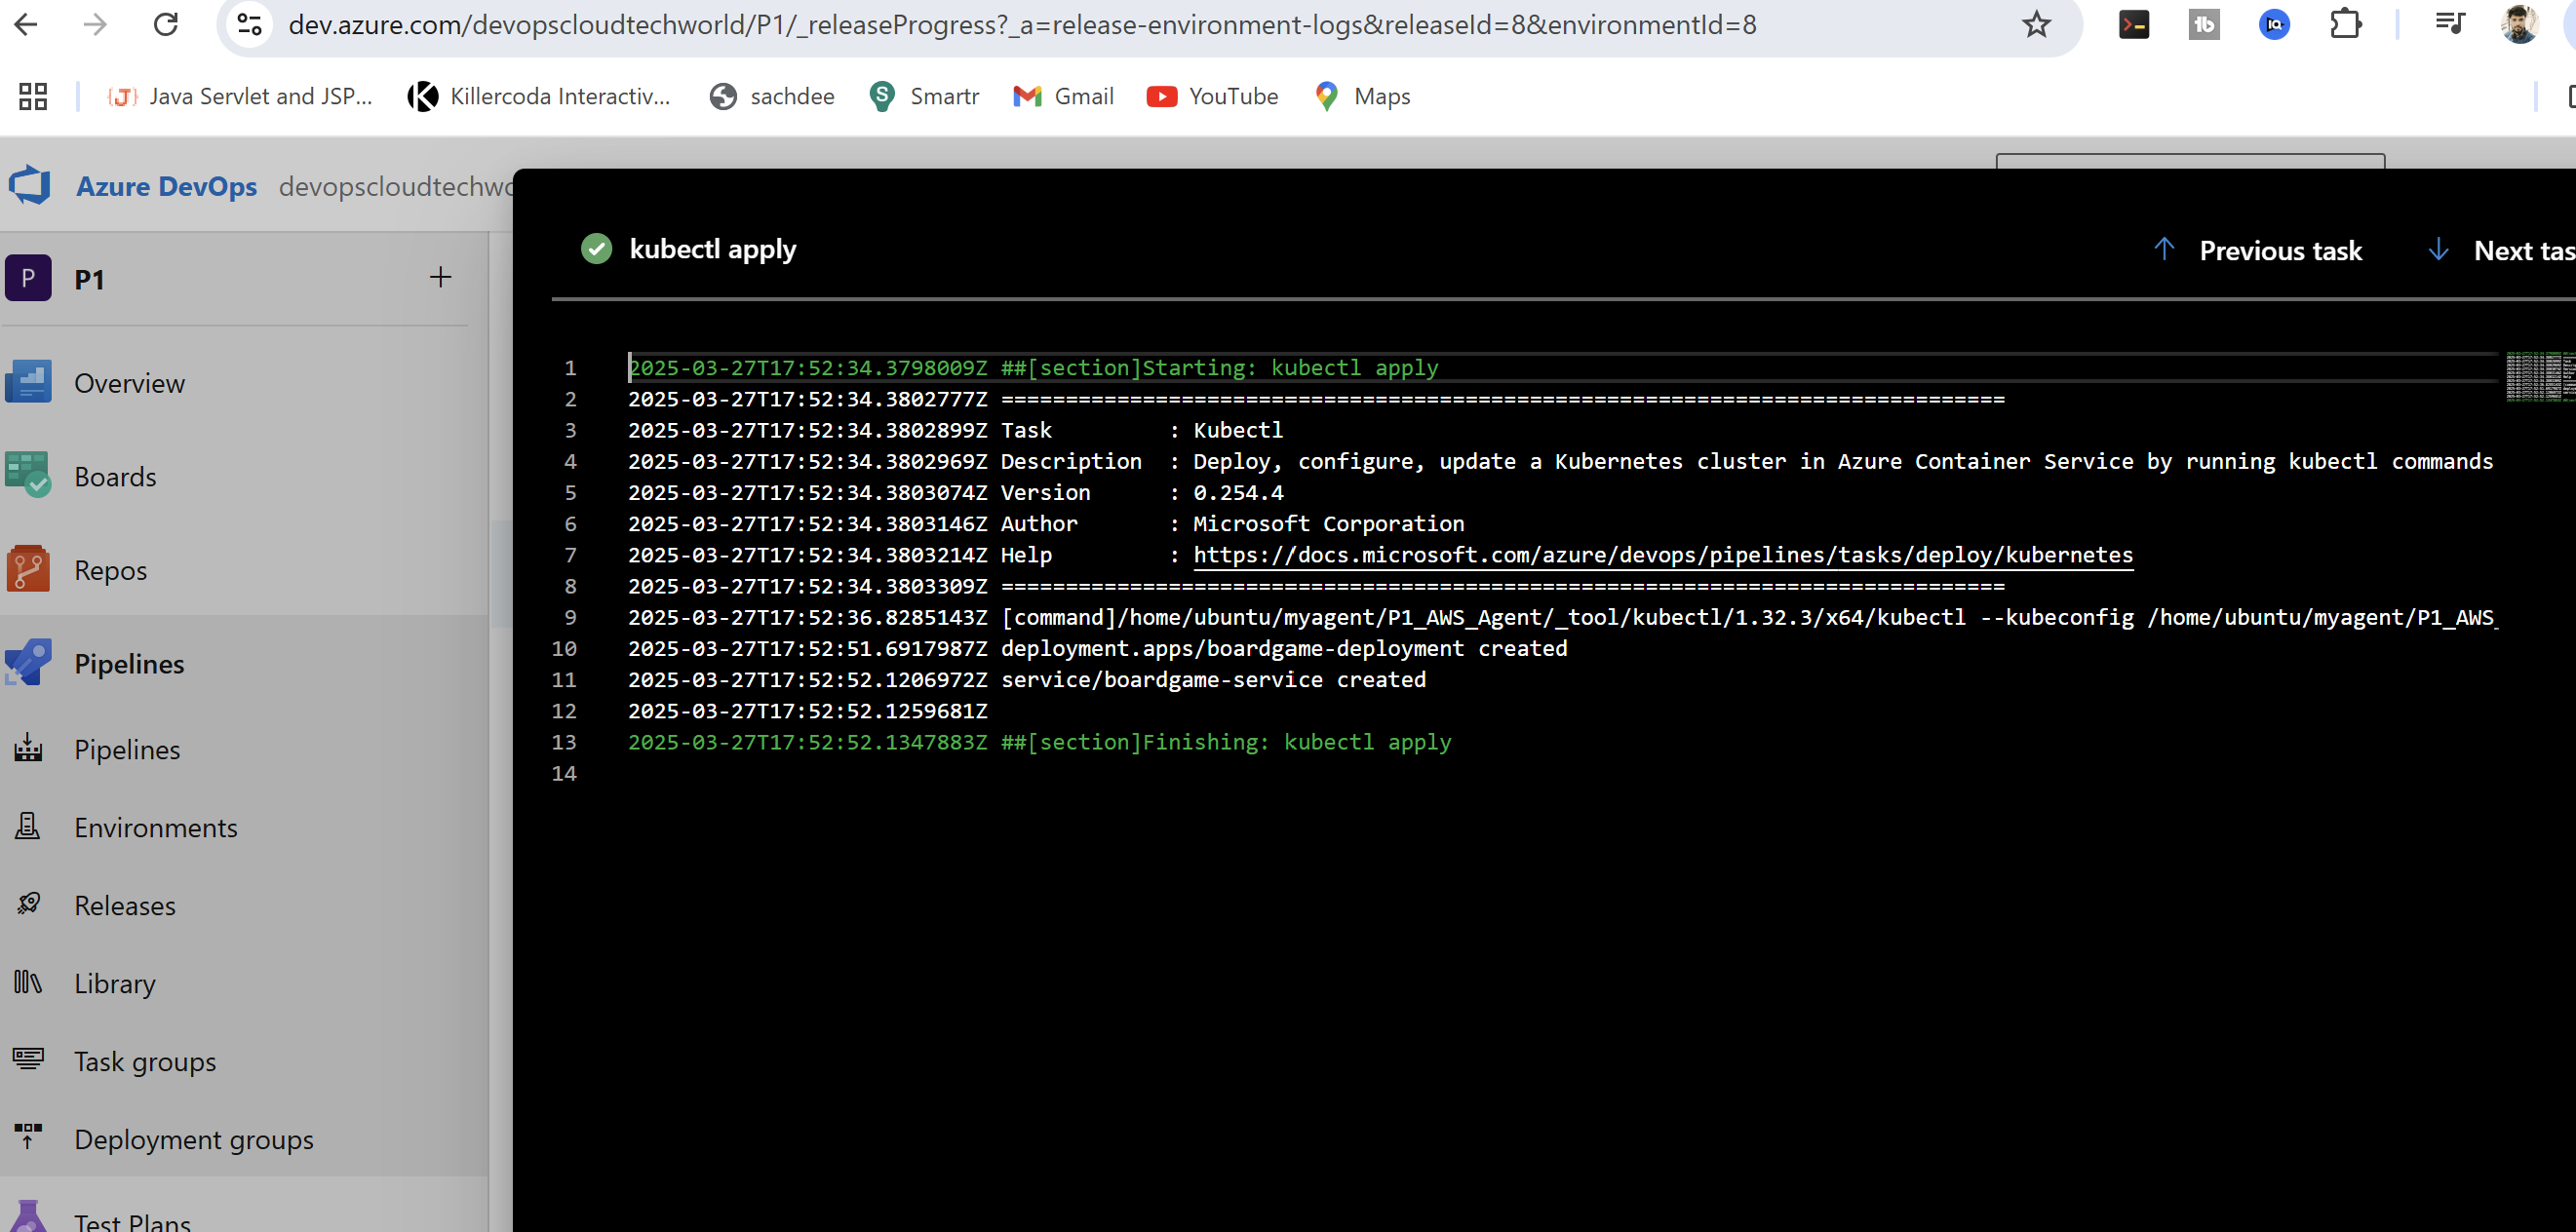 dev.azure.com/devopscloudtechworld/P1/_releaseProgress?_a=release-environment-logs&releaseId=8&environmentId=8
Java Servlet and JSP...
Killercoda Interactiv...
sachdee
Smartr
Gmail
YouTube
Maps
Azure DevOps devopscloudtechwo
P P1
Overview
Boards
Repos
Pipelines
Pipelines
Environments
Releases
Library
Task groups
Deployment groups
Test Plans
kubectl apply
Previous task
Next tas
1 2025-03-27T17:52:34.3798009Z ##[section]Starting: kubectl apply
2 2025-03-27T17:52:34.3802777Z ==============================================================================
3 2025-03-27T17:52:34.3802899Z Task         : Kubectl
4 2025-03-27T17:52:34.3802969Z Description  : Deploy, configure, update a Kubernetes cluster in Azure Container Service by running kubectl commands
5 2025-03-27T17:52:34.3803074Z Version      : 0.254.4
6 2025-03-27T17:52:34.3803146Z Author       : Microsoft Corporation
7 2025-03-27T17:52:34.3803214Z Help         : https://docs.microsoft.com/azure/devops/pipelines/tasks/deploy/kubernetes
8 2025-03-27T17:52:34.3803309Z ==============================================================================
9 2025-03-27T17:52:36.8285143Z [command]/home/ubuntu/myagent/P1_AWS_Agent/_tool/kubectl/1.32.3/x64/kubectl --kubeconfig /home/ubuntu/myagent/P1_AWS_
10 2025-03-27T17:52:51.6917987Z deployment.apps/boardgame-deployment created
11 2025-03-27T17:52:52.1206972Z service/boardgame-service created
12 2025-03-27T17:52:52.1259681Z
13 2025-03-27T17:52:52.1347883Z ##[section]Finishing: kubectl apply
14